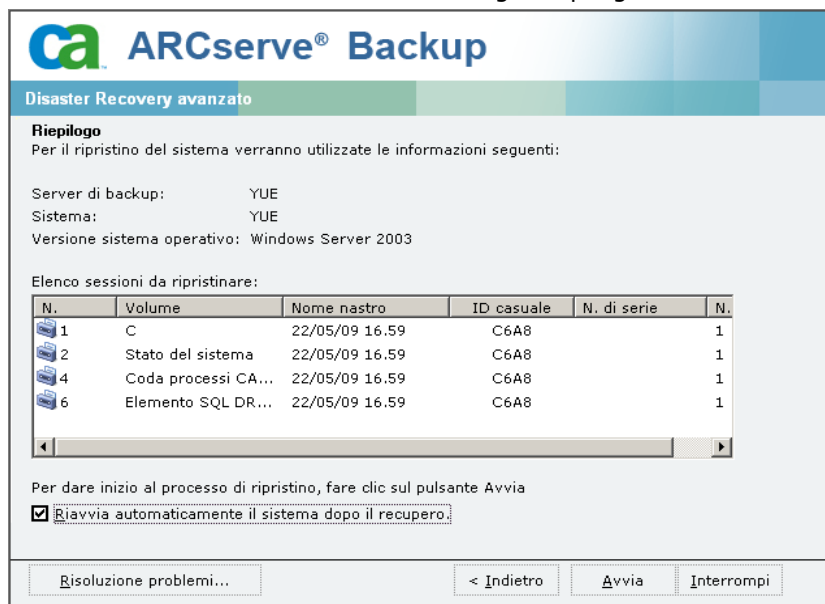 ca ARCserve® Backup
Disaster Recovery avanzato
Riepilogo
Per il ripristino del sistema verranno utilizzate le informazioni seguenti:
Server di backup: YUE
Sistema: YUE
Versione sistema operativo: Windows Server 2003
Elenco sessioni da ripristinare:
N. Volume Nome nastro ID casuale N. di serie N.
1 C 22/05/09 16.59 C6A8 1
2 Stato del sistema 22/05/09 16.59 C6A8 1
4 Coda processi CA... 22/05/09 16.59 C6A8 1
6 Elemento SQL DR... 22/05/09 16.59 C6A8 1
Per dare inizio al processo di ripristino, fare clic sul pulsante Avvia
Riavvia automaticamente il sistema dopo il recupero.
Risoluzione problemi... < Indietro Avvia Interrompi